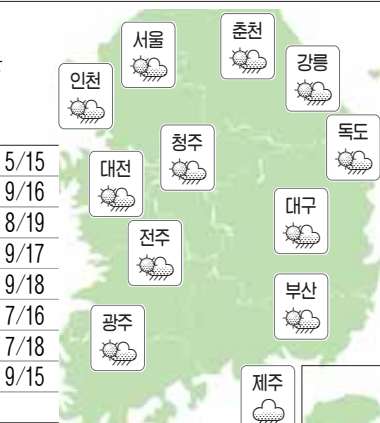 서울
춘천
강릉
인천
독도
청주
대전
대구
전주
부산
광주
제주
5/15
9/16
8/19
9/17
9/18
7/16
7/18
9/15